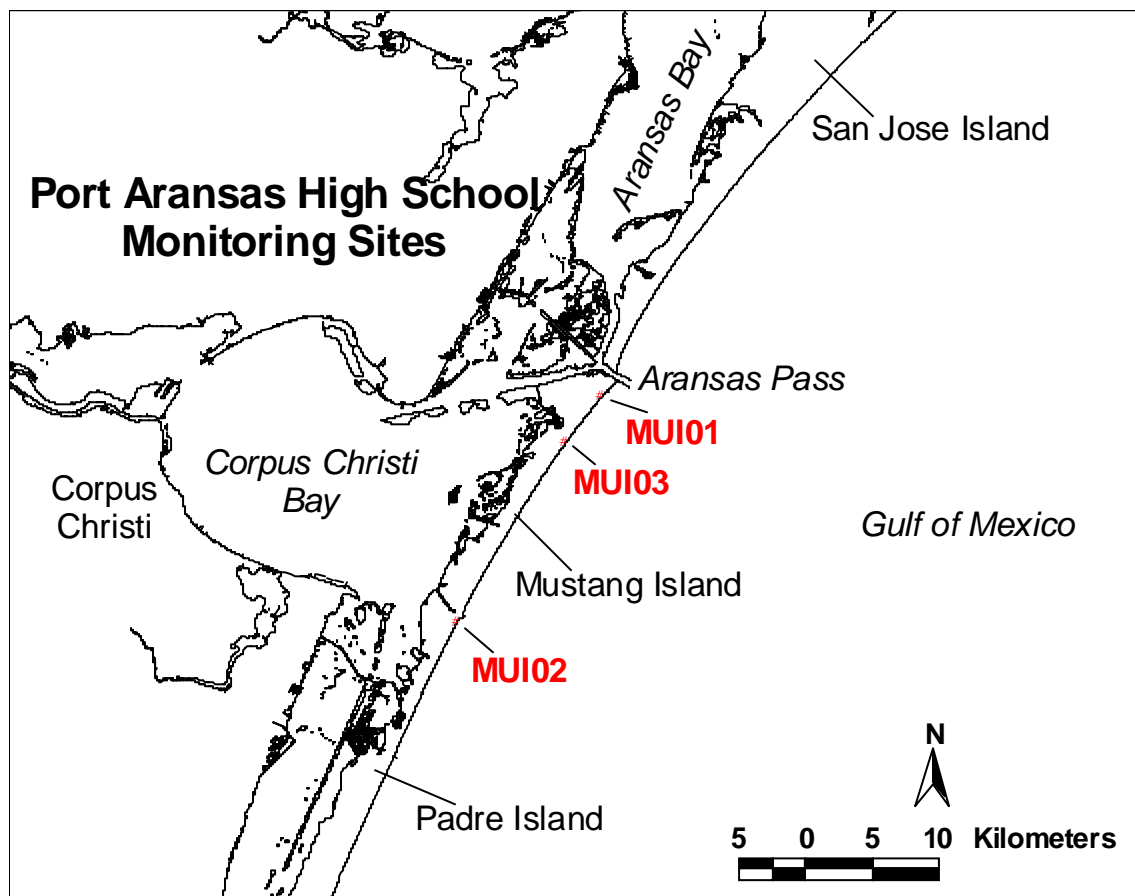 Aransas Bay
San Jose Island
Port Aransas High School
Monitoring Sites
Aransas Pass
MUI01
MUI03
Corpus Christi
Bay
Corpus
Christi
Gulf of Mexico
Mustang Island
MUI02
N
Padre Island
5 0 5 10 Kilometers